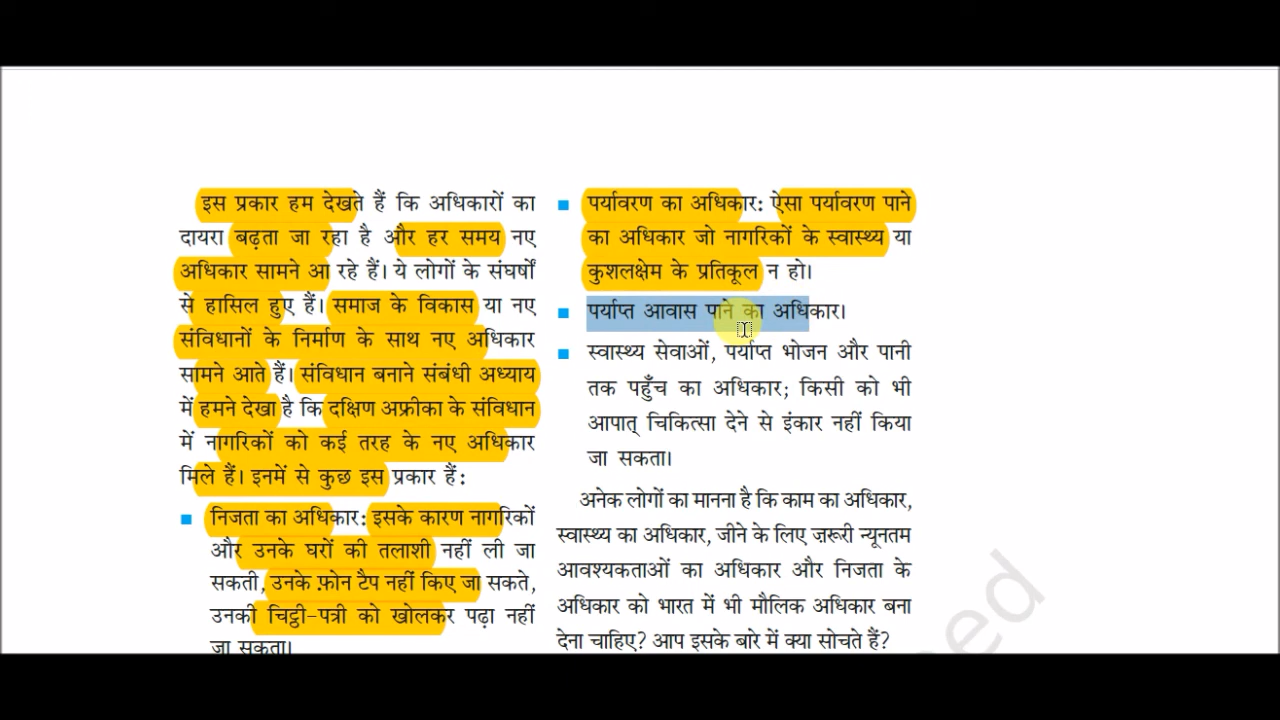 इस प्रकार हम देखते हैं कि अधिकारों का
दायरा बढ़ता जा रहा है और हर समय नए
अधिकार सामने आ रहे हैं। ये लोगों के संघर्षों
से हासिल हुए हैं। समाज के विकास या नए
संविधानों के निर्माण के साथ नए अधिकार
सामने आते हैं। संविधान बनाने संबंधी अध्याय
में हमने देखा है कि दक्षिण अफ्रीका के संविधान
में नागरिकों को कई तरह के नए अधिकार
मिले हैं। इनमें से कुछ इस प्रकार हैं:
■ निजता का अधिकार: इसके कारण नागरिकों
और उनके घरों की तलाशी नहीं ली जा
सकती, उनके फ़ोन टैप नहीं किए जा सकते,
उनकी चिट्ठी-पत्री को खोलकर पढ़ा नहीं
जा सकता।
■ पर्यावरण का अधिकार: ऐसा पर्यावरण पाने
का अधिकार जो नागरिकों के स्वास्थ्य या
कुशलक्षेम के प्रतिकूल न हो।
■ पर्याप्त आवास पाने का अधिकार।
■ स्वास्थ्य सेवाओं, पर्याप्त भोजन और पानी
तक पहुँच का अधिकार; किसी को भी
आपात् चिकित्सा देने से इंकार नहीं किया
जा सकता।
अनेक लोगों का मानना है कि काम का अधिकार,
स्वास्थ्य का अधिकार, जीने के लिए ज़रूरी न्यूनतम
आवश्यकताओं का अधिकार और निजता के
अधिकार को भारत में भी मौलिक अधिकार बना
देना चाहिए? आप इसके बारे में क्या सोचते हैं?